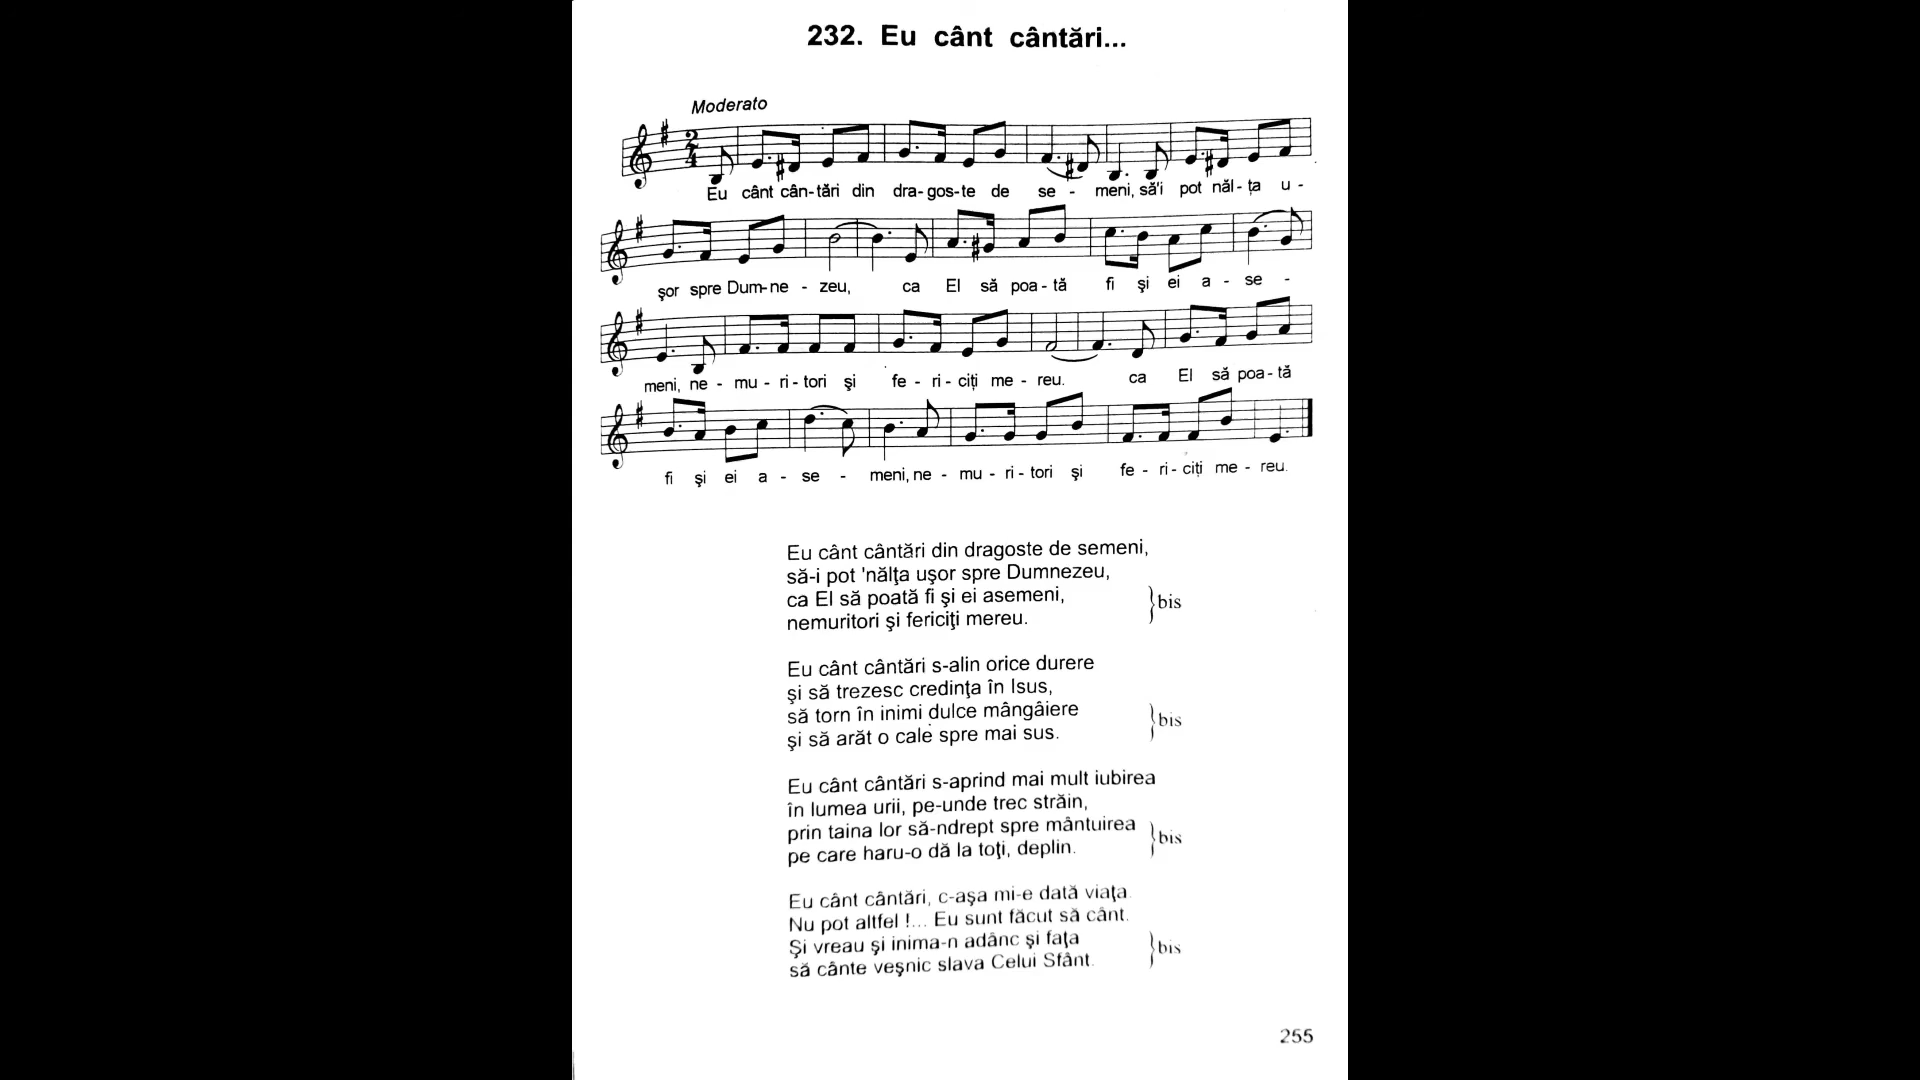 232. Eu cânt cântări...
Moderato
2
4
Eu cânt cân-tări din dra-gos-te de se - meni, să'i pot năl-ța u -
şor spre Dum-ne - zeu, ca El să poa-tă fi şi ei a - se -
meni, ne - mu - ri - tori şi fe - ri - ciți me - reu. ca El să poa-tă
fi şi ei a - se - meni, ne - mu - ri - tori şi fe - ri - ciți me - reu.
Eu cânt cântări din dragoste de semeni,
să-i pot 'nălţa uşor spre Dumnezeu,
ca El să poată fi şi ei asemeni,
nemuritori şi fericiţi mereu.
}bis
Eu cânt cântări s-alin orice durere
şi să trezesc credinţa în Isus,
să torn în inimi dulce mângâiere
şi să arăt o cale spre mai sus.
}bis
Eu cânt cântări s-aprind mai mult iubirea
în lumea urii, pe-unde trec străin,
prin taina lor să-ndrept spre mântuirea
pe care haru-o dă la toţi, deplin.
}bis
Eu cânt cântări, c-aşa mi-e dată viaţa.
Nu pot altfel !... Eu sunt făcut să cânt.
Şi vreau şi inima-n adânc şi faţa
să cânte veşnic slava Celui Sfânt.
}bis
255